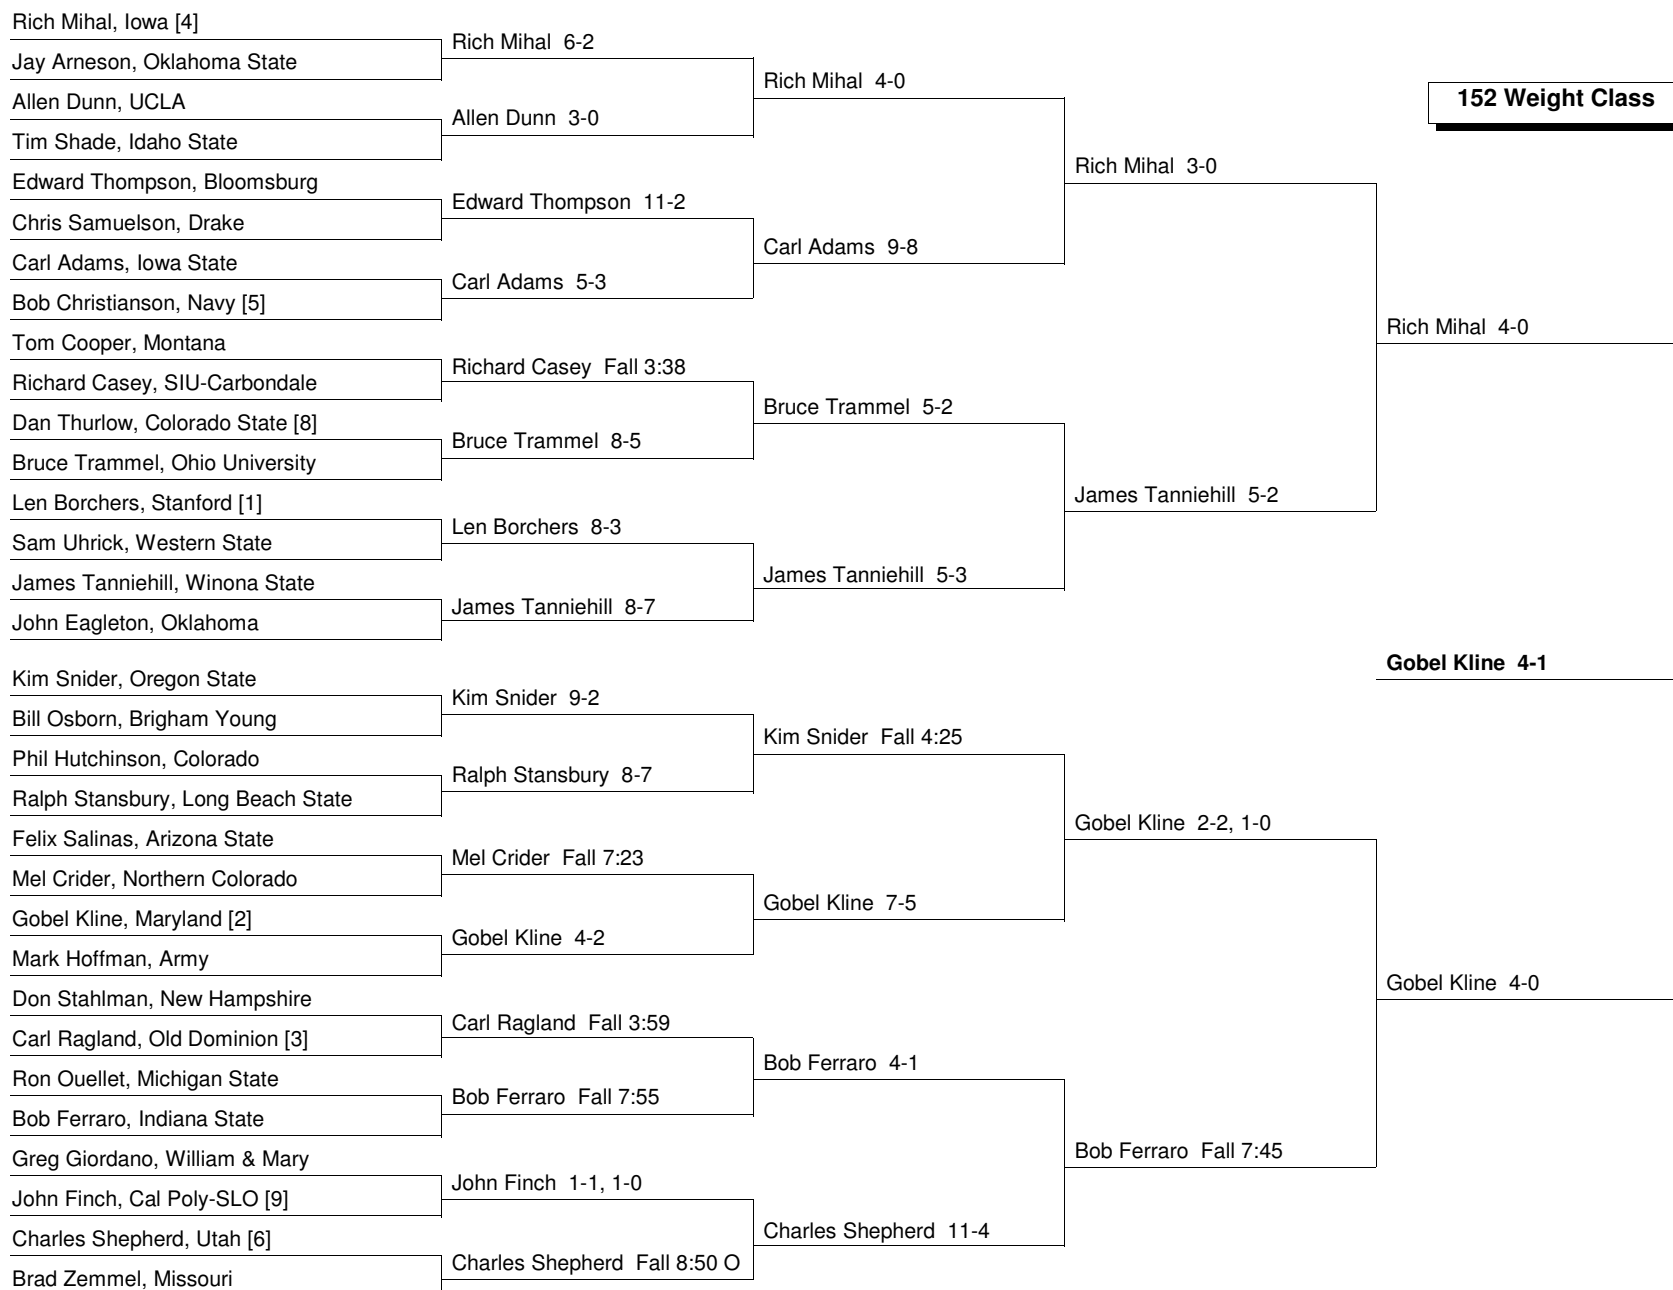 Rich Mihal, Iowa [4]
Jay Arneson, Oklahoma State
Allen Dunn, UCLA
Tim Shade, Idaho State
Edward Thompson, Bloomsburg
Chris Samuelson, Drake
Carl Adams, Iowa State
Bob Christianson, Navy [5]
Tom Cooper, Montana
Richard Casey, SIU-Carbondale
Dan Thurlow, Colorado State [8]
Bruce Trammel, Ohio University
Len Borchers, Stanford [1]
Sam Uhrick, Western State
James Tanniehill, Winona State
John Eagleton, Oklahoma
Kim Snider, Oregon State
Bill Osborn, Brigham Young
Phil Hutchinson, Colorado
Ralph Stansbury, Long Beach State
Felix Salinas, Arizona State
Mel Crider, Northern Colorado
Gobel Kline, Maryland [2]
Mark Hoffman, Army
Don Stahlman, New Hampshire
Carl Ragland, Old Dominion [3]
Ron Ouellet, Michigan State
Bob Ferraro, Indiana State
Greg Giordano, William & Mary
John Finch, Cal Poly-SLO [9]
Charles Shepherd, Utah [6]
Brad Zemmel, Missouri
Rich Mihal 6-2
Allen Dunn 3-0
Edward Thompson 11-2
Carl Adams 5-3
Richard Casey Fall 3:38
Bruce Trammel 8-5
Len Borchers 8-3
James Tanniehill 8-7
Kim Snider 9-2
Ralph Stansbury 8-7
Mel Crider Fall 7:23
Gobel Kline 4-2
Carl Ragland Fall 3:59
Bob Ferraro Fall 7:55
John Finch 1-1, 1-0
Charles Shepherd Fall 8:50 O
Rich Mihal 4-0
Carl Adams 9-8
Bruce Trammel 5-2
James Tanniehill 5-3
Kim Snider Fall 4:25
Gobel Kline 7-5
Bob Ferraro 4-1
Charles Shepherd 11-4
Rich Mihal 3-0
James Tanniehill 5-2
Gobel Kline 2-2, 1-0
Bob Ferraro Fall 7:45
152 Weight Class
Rich Mihal 4-0
Gobel Kline 4-1
Gobel Kline 4-0